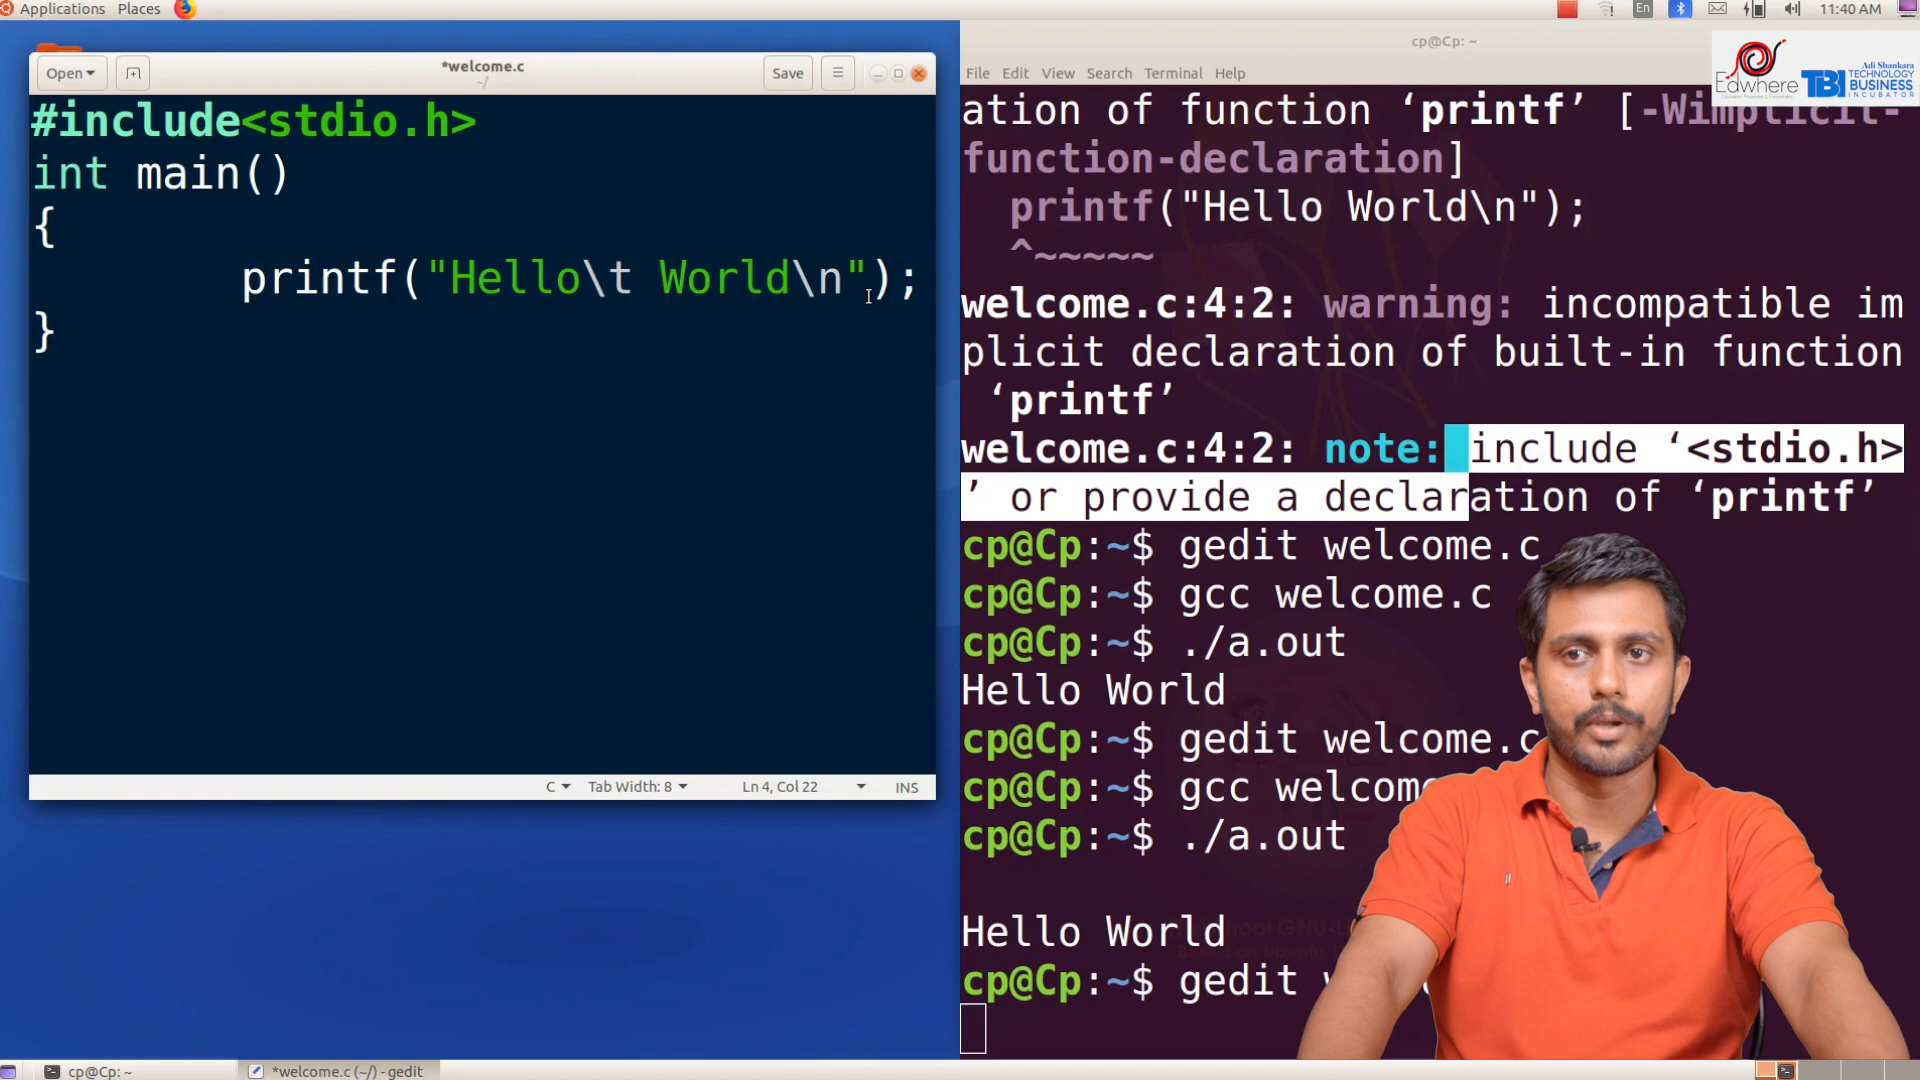 Applications Places
En
11:40 AM
Open
*welcome.c
~/
Save
#include<stdio.h>
int main()
{
printf("Hello\t World\n");
}
C
Tab Width: 8
Ln 4, Col 22
INS
cp@Cp: ~
File Edit View Search Terminal Help
Edwhere
Adi Shankara
TBI
TECHNOLOGY
BUSINESS
INCUBATOR
ation of function ‘printf’ [-Wimplicit-
function-declaration]
printf("Hello World\n");
^~~~~~
welcome.c:4:2: warning: incompatible im
plicit declaration of built-in function
‘printf’
welcome.c:4:2: note: include ‘<stdio.h>
’ or provide a declaration of ‘printf’
cp@Cp:~$ gedit welcome.c
cp@Cp:~$ gcc welcome.c
cp@Cp:~$ ./a.out
Hello World
cp@Cp:~$ gedit welcome.c
cp@Cp:~$ gcc welcom
cp@Cp:~$ ./a.out
Hello World
cp@Cp:~$ gedit
cp@Cp: ~
*welcome.c (~/) - gedit